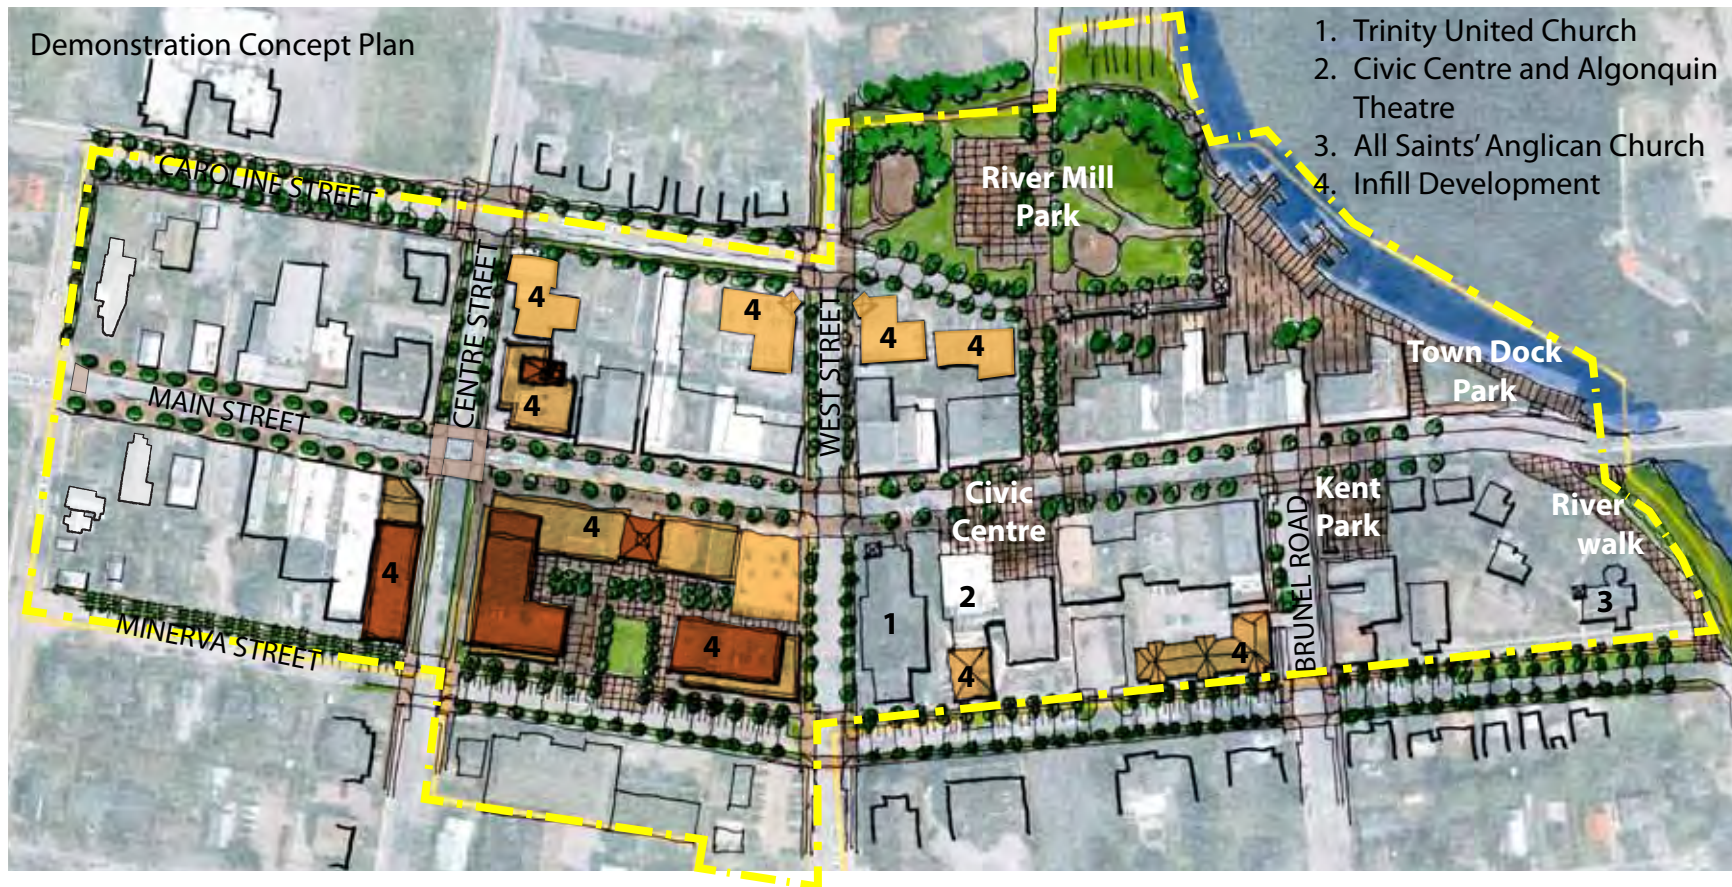 Demonstration Concept Plan
1. Trinity United Church
2. Civic Centre and Algonquin
Theatre
3. All Saints' Anglican Church
4. Infill Development
CAROLINE STREET
River Mill
Park
CENTRE STREET
4
4
4
4
4
WEST STREET
Town Dock
Park
MAIN STREET
Civic
Centre
Kent
Park
River
walk
BRUNEL ROAD
4
4
4
1
2
3
4
4
MINERVA STREET